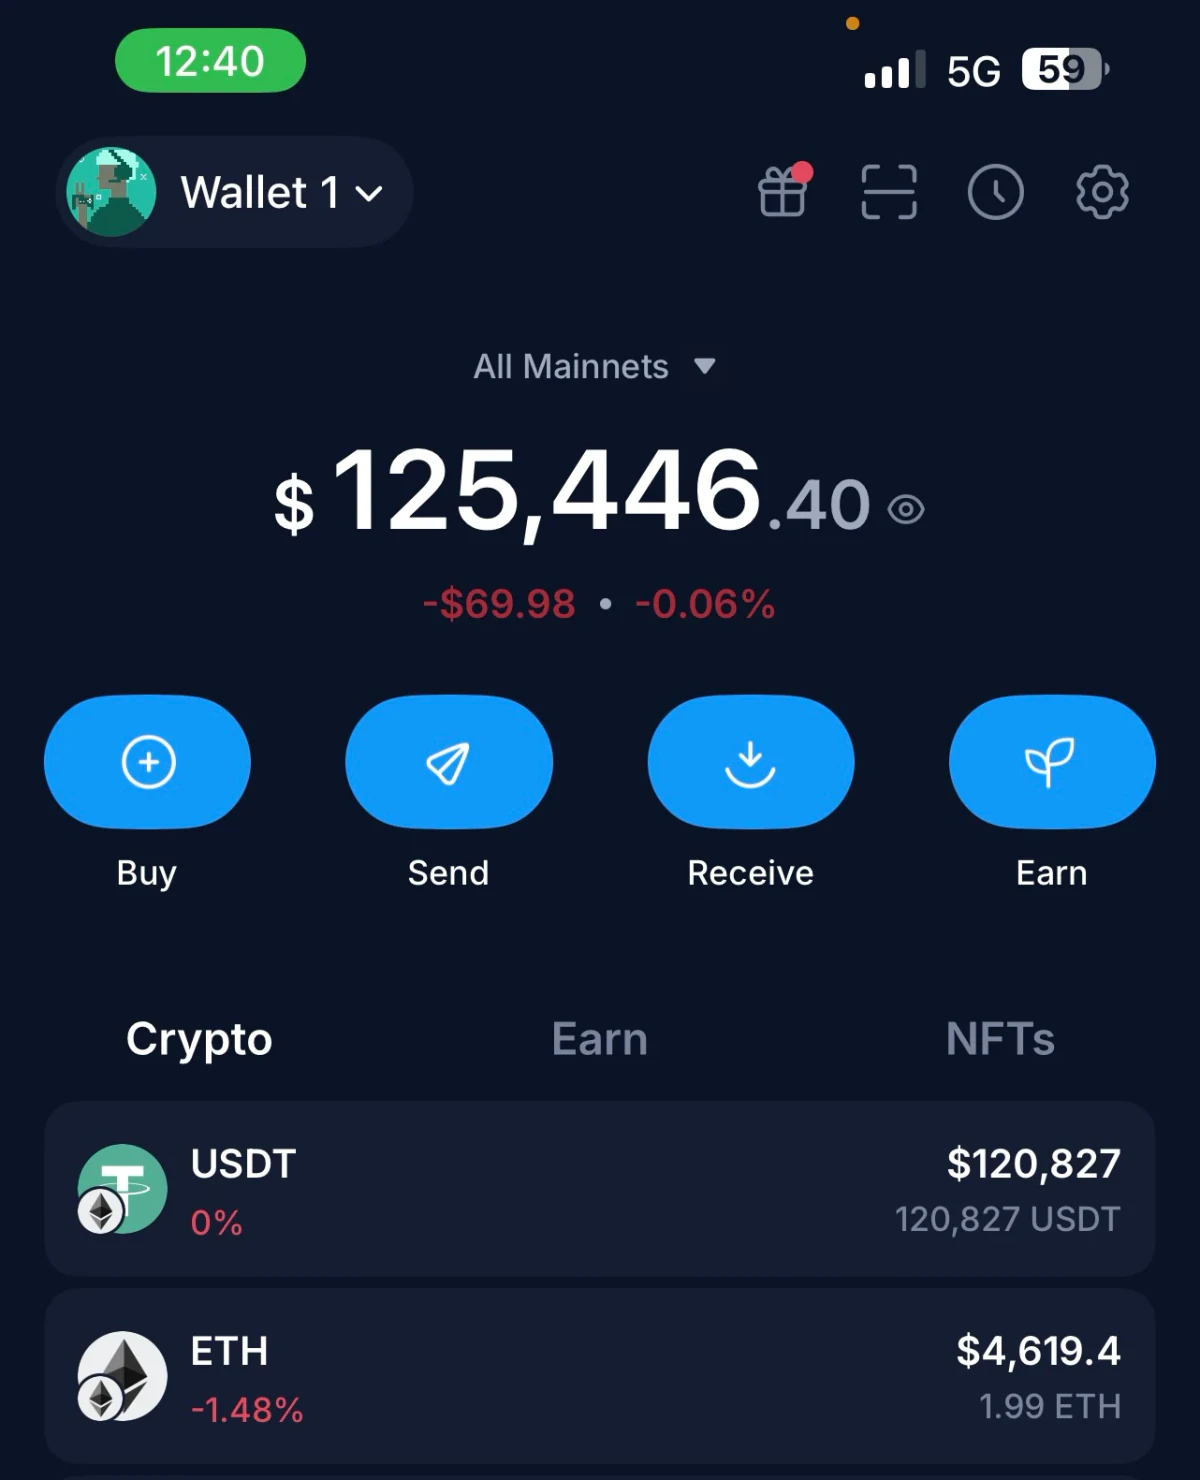 12:40
5G 59
Wallet 1
All Mainnets
$125,446.40
-$69.98 • -0.06%
Buy Send Receive Earn
Crypto Earn NFTs
USDT $120,827
0% 120,827 USDT
ETH $4,619.4
-1.48% 1.99 ETH